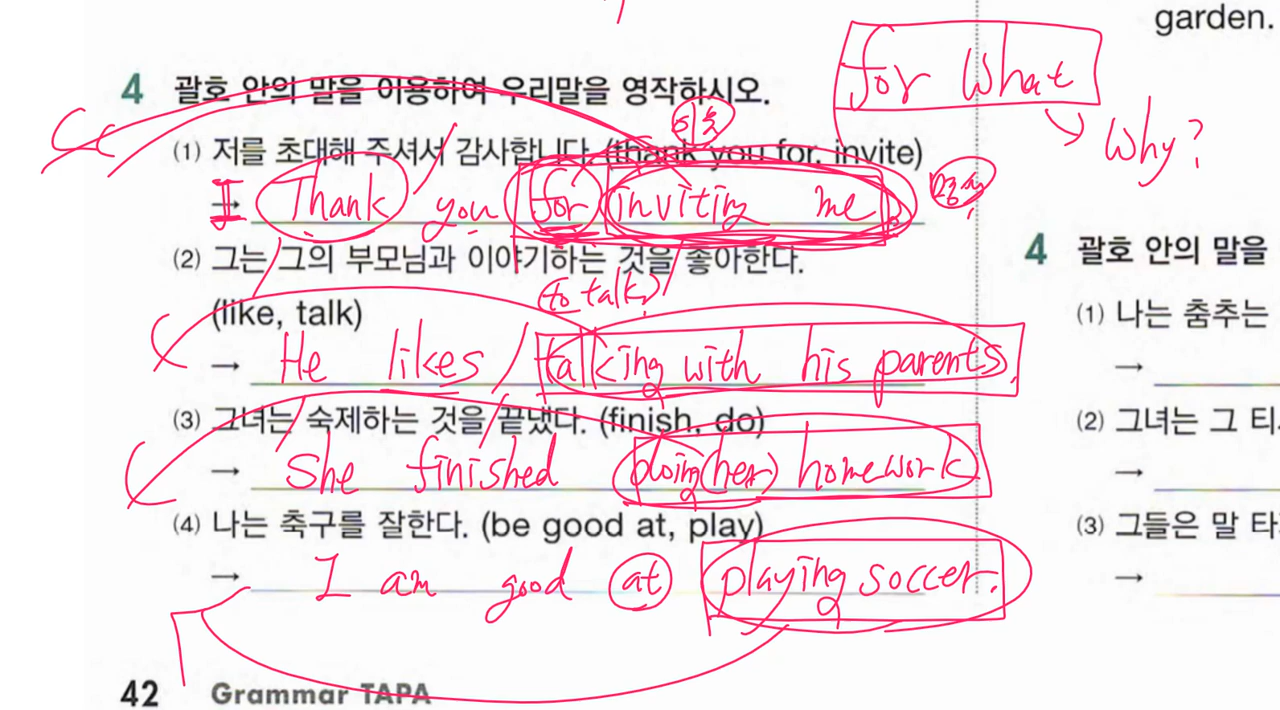 garden.
for what
Why?
4 괄호 안의 말을 이용하여 우리말을 영작하시오.
(1) 저를 초대해 주셔서 감사합니다. (thank you for, invite)
→ I Thank you for inviting me.
(2) 그는 그의 부모님과 이야기하는 것을 좋아한다.
(to talk)
(like, talk)
→ He likes talking with his parents.
(3) 그녀는 숙제하는 것을 끝냈다. (finish, do)
→ She finished doing (her) homework
(4) 나는 축구를 잘한다. (be good at, play)
→ I am good at playing soccer.
42 Grammar TAPA
4 괄호 안의 말을
(1) 나는 춤추는
→
(2) 그녀는 그 티
→
(3) 그들은 말 타
→